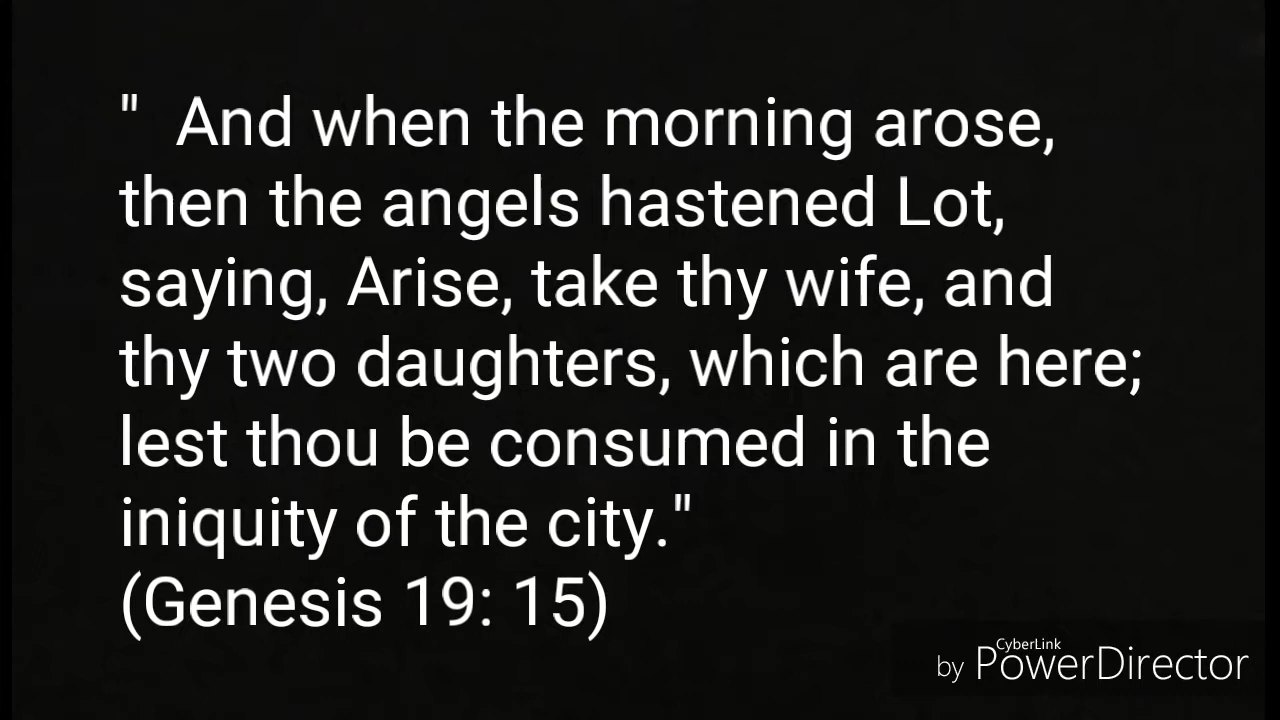 "  And when the morning arose,
then the angels hastened Lot,
saying, Arise, take thy wife, and
thy two daughters, which are here;
lest thou be consumed in the
iniquity of the city."
(Genesis 19: 15)
CyberLink
by PowerDirector